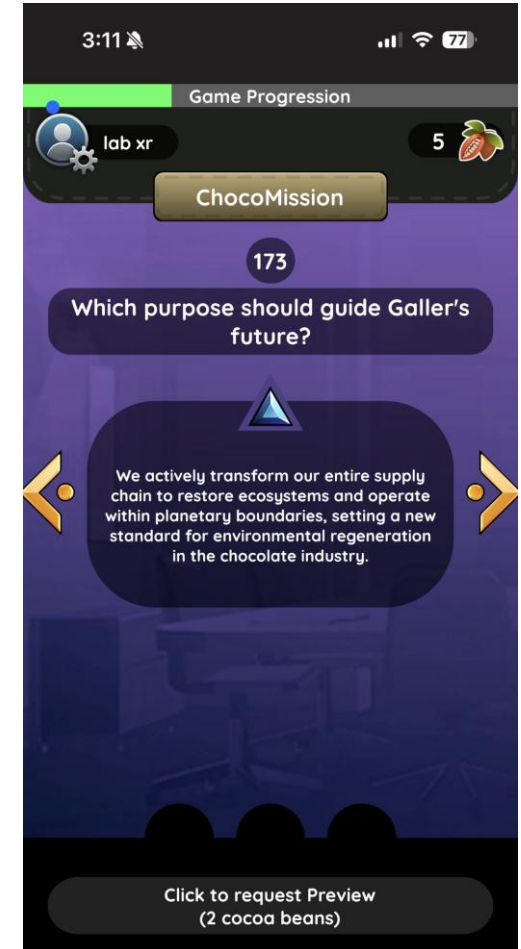 3:11
77
Game Progression
lab xr
5
ChocoMission
173
Which purpose should guide Galler's
future?
We actively transform our entire supply
chain to restore ecosystems and operate
within planetary boundaries, setting a new
standard for environmental regeneration
in the chocolate industry.
Click to request Preview
(2 cocoa beans)